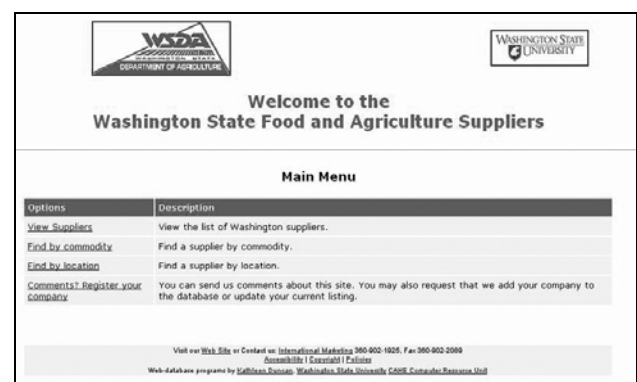 WSDA
WASHINGTON STATE
DEPARTMENT OF AGRICULTURE
WASHINGTON STATE
UNIVERSITY
Welcome to the
Washington State Food and Agriculture Suppliers
Main Menu
Options Description
View Suppliers View the list of Washington suppliers.
Find by commodity Find a supplier by commodity.
Find by location Find a supplier by location.
Comments? Register your You can send us comments about this site. You may also request that we add your company to
company the database or update your current listing.
Visit our Web Site or Contact us: International Marketing 360-902-1925, Fax 360-902-2089
Accessibility | Copyright | Policies
Web-database programs by Kathleen Duncan, Washington State University CAHE Computer Resource Unit